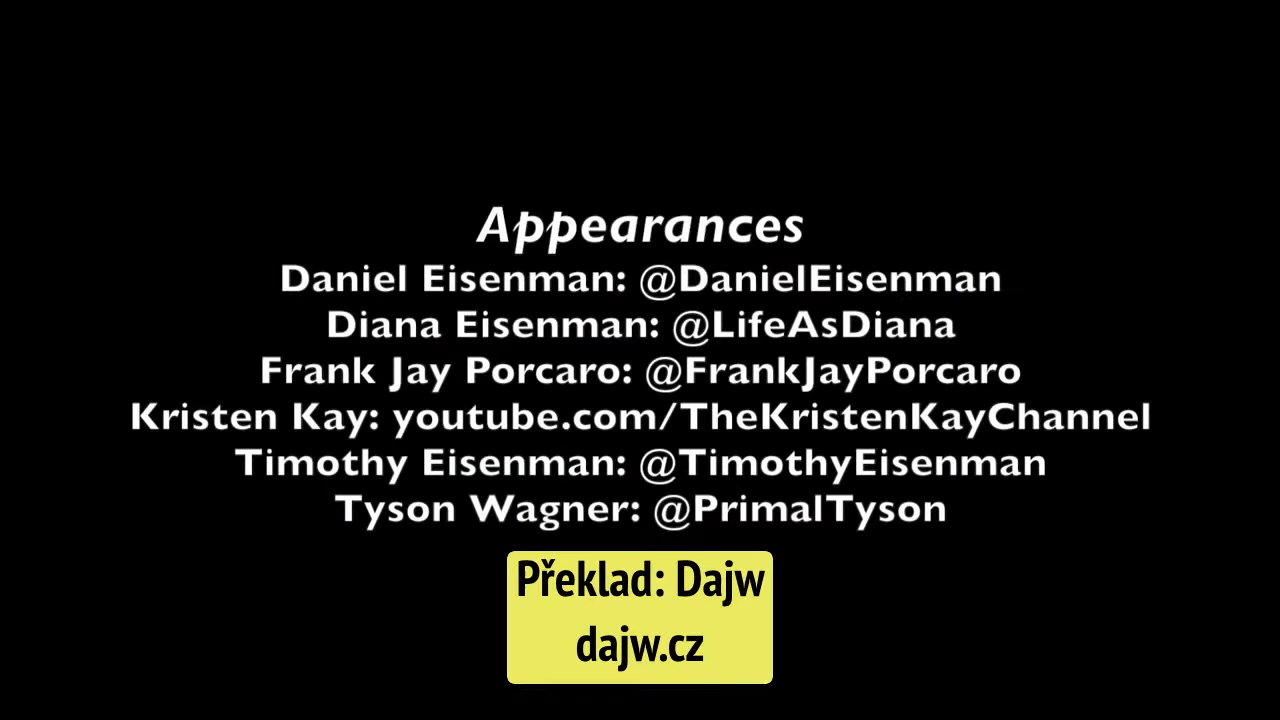 Appearances
Daniel Eisenman: @DanielEisenman
Diana Eisenman: @LifeAsDiana
Frank Jay Porcaro: @FrankJayPorcaro
Kristen Kay: youtube.com/TheKristenKayChannel
Timothy Eisenman: @TimothyEisenman
Tyson Wagner: @PrimalTyson
Překlad: Dajw
dajw.cz